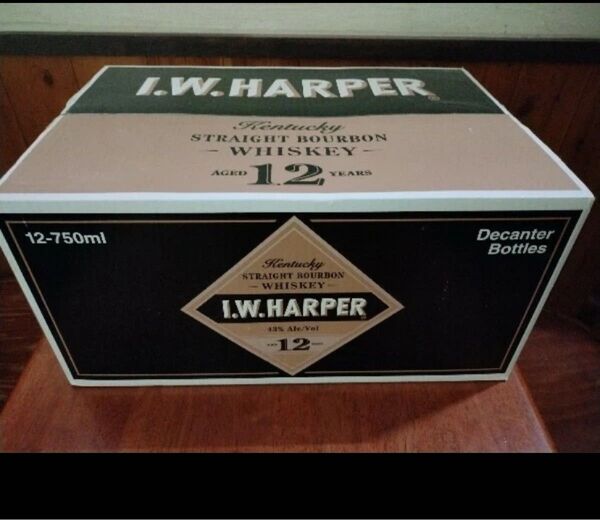 I.W.HARPER
Kentucky
STRAIGHT BOURBON
- WHISKEY -
AGED 12 YEARS
12-750ml
Decanter
Bottles
Kentucky
STRAIGHT BOURBON
- WHISKEY -
I.W.HARPER
43% Alc/Vol
12